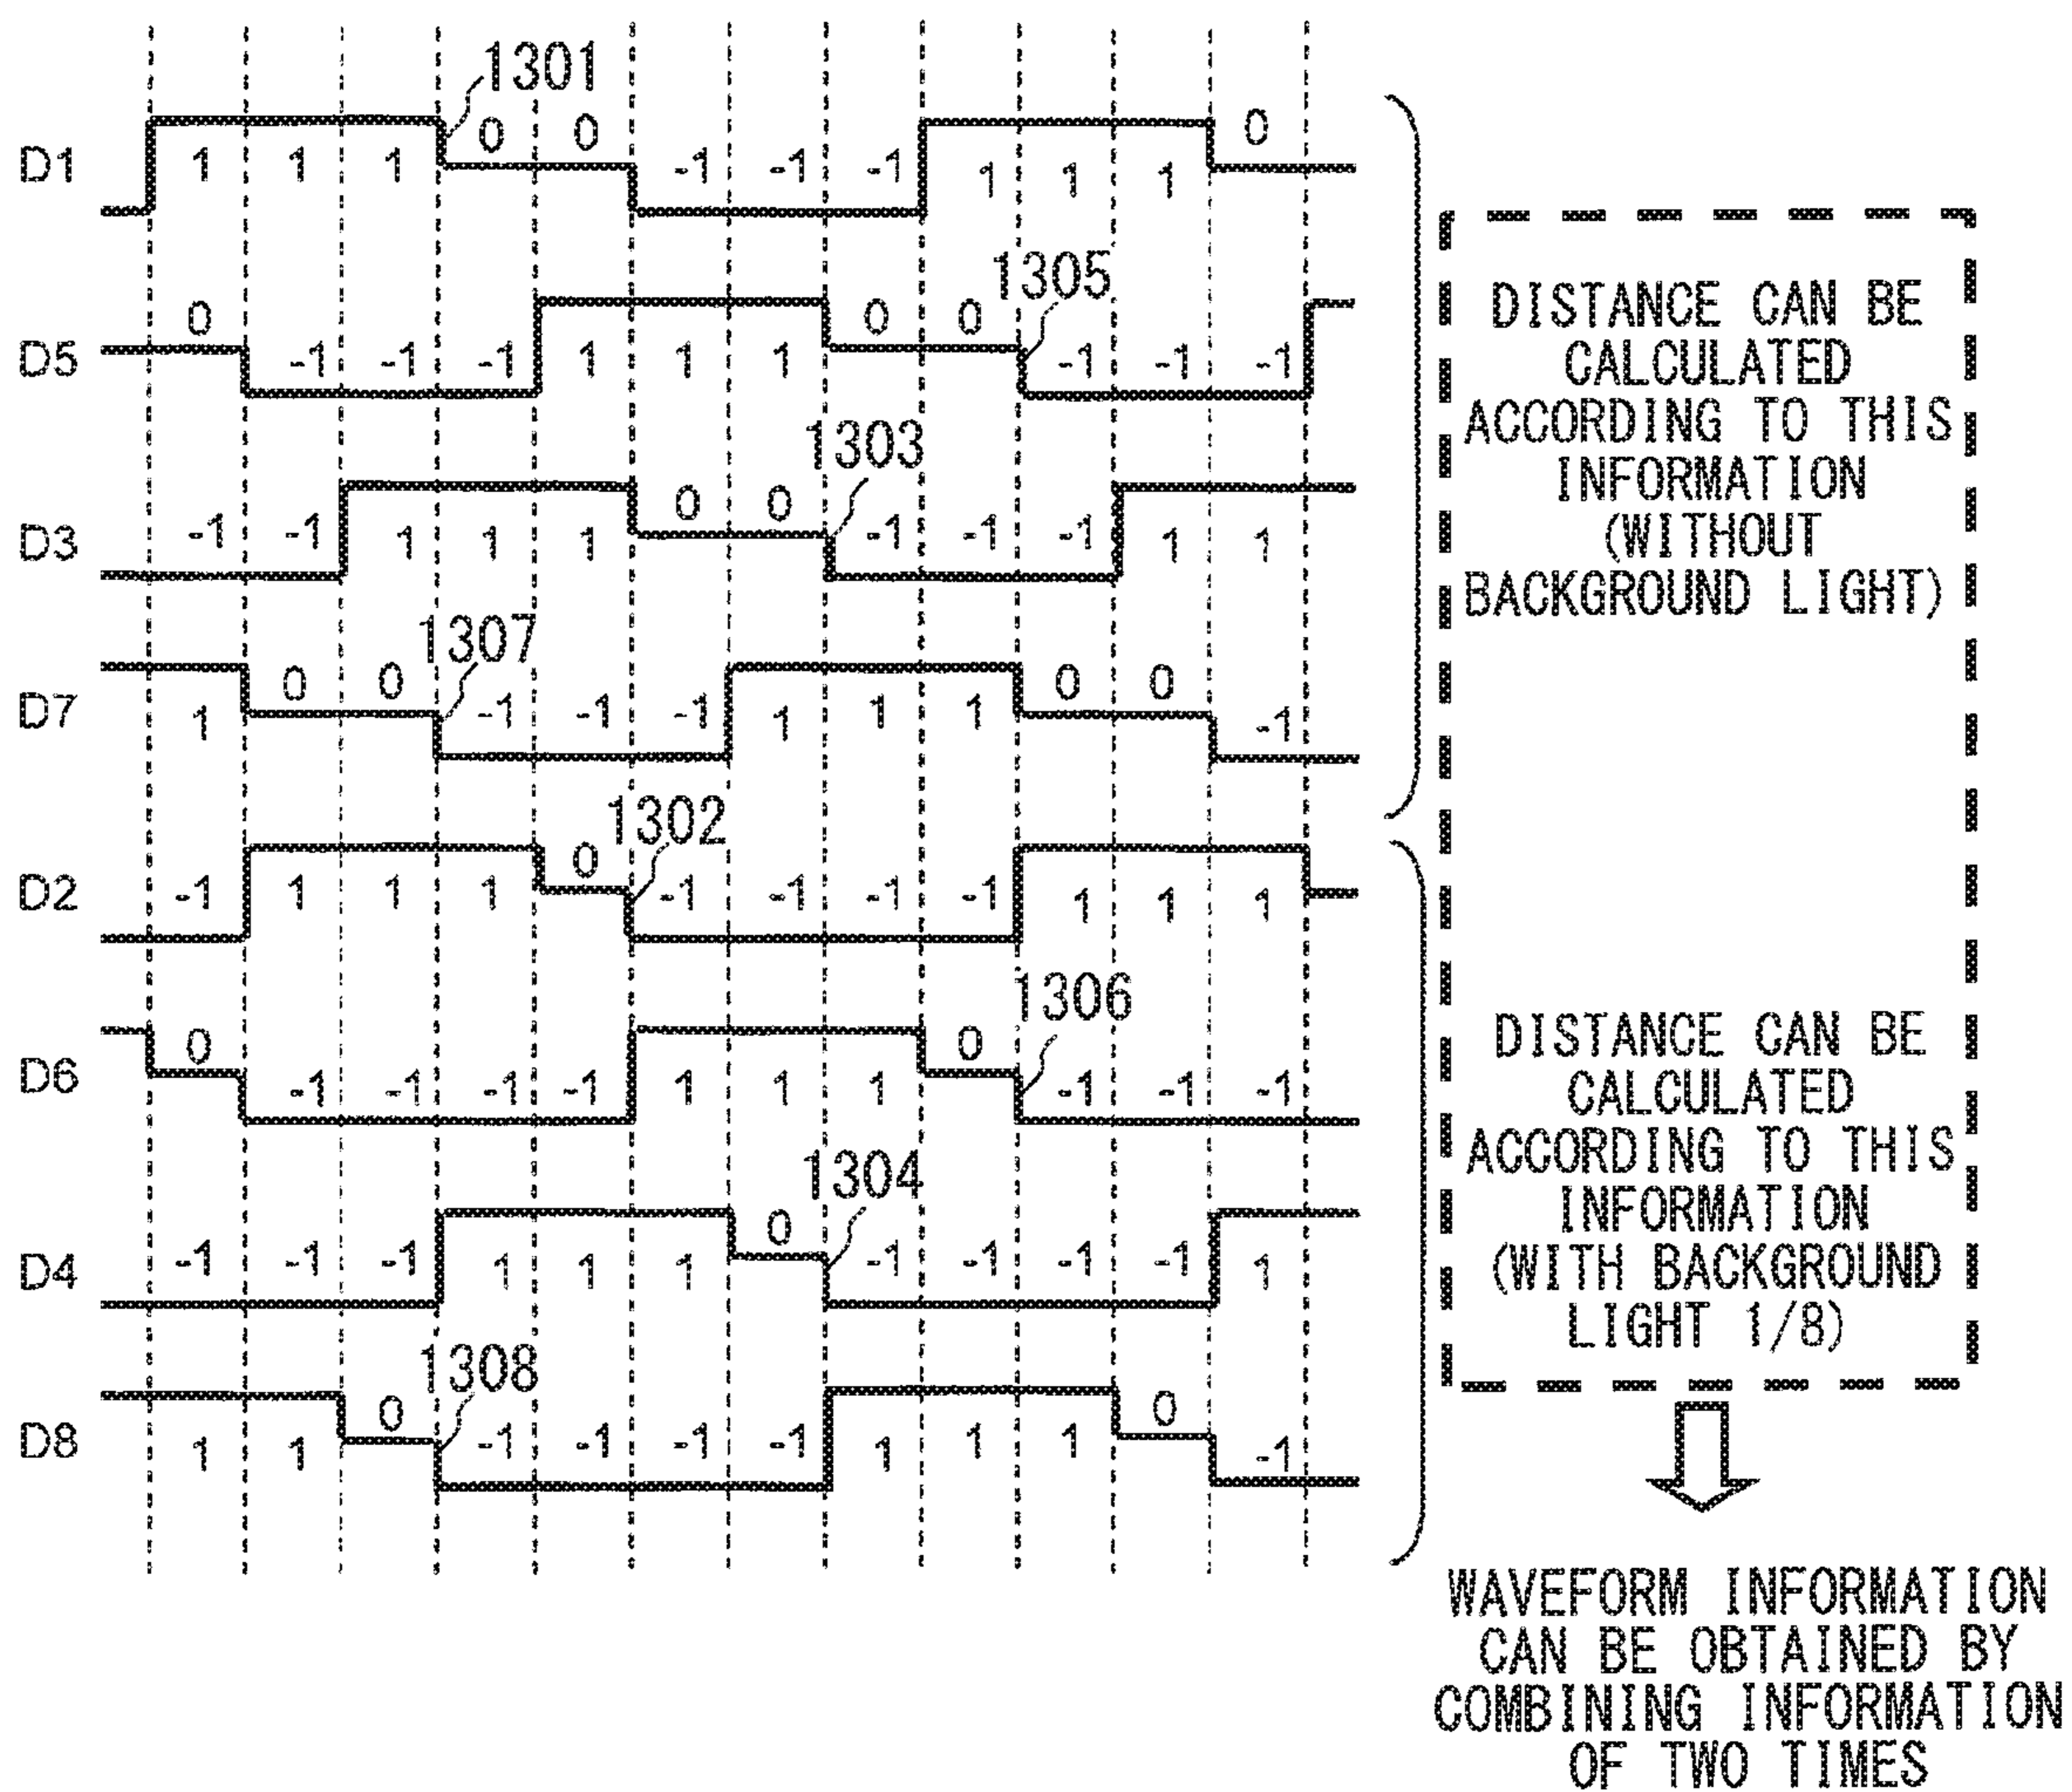 1301
D1 1 1 1 0 0 -1 -1 -1 1 1 1 0
1305
D5 0 -1 -1 -1 1 1 1 0 0 -1 -1 -1
1303
D3 -1 -1 1 1 1 0 0 -1 -1 -1 1 1
1307
D7 1 0 0 -1 -1 -1 1 1 1 0 0 -1
1302
D2 -1 1 1 1 0 -1 -1 -1 -1 1 1 1
1306
D6 0 -1 -1 -1 -1 1 1 1 0 -1 -1 -1
1304
D4 -1 -1 -1 1 1 1 0 -1 -1 -1 -1 1
1308
D8 1 1 0 -1 -1 -1 -1 1 1 1 0 -1
DISTANCE CAN BE
CALCULATED
ACCORDING TO THIS
INFORMATION
(WITHOUT
BACKGROUND LIGHT)
DISTANCE CAN BE
CALCULATED
ACCORDING TO THIS
INFORMATION
(WITH BACKGROUND
LIGHT 1/8)
WAVEFORM INFORMATION
CAN BE OBTAINED BY
COMBINING INFORMATION
OF TWO TIMES